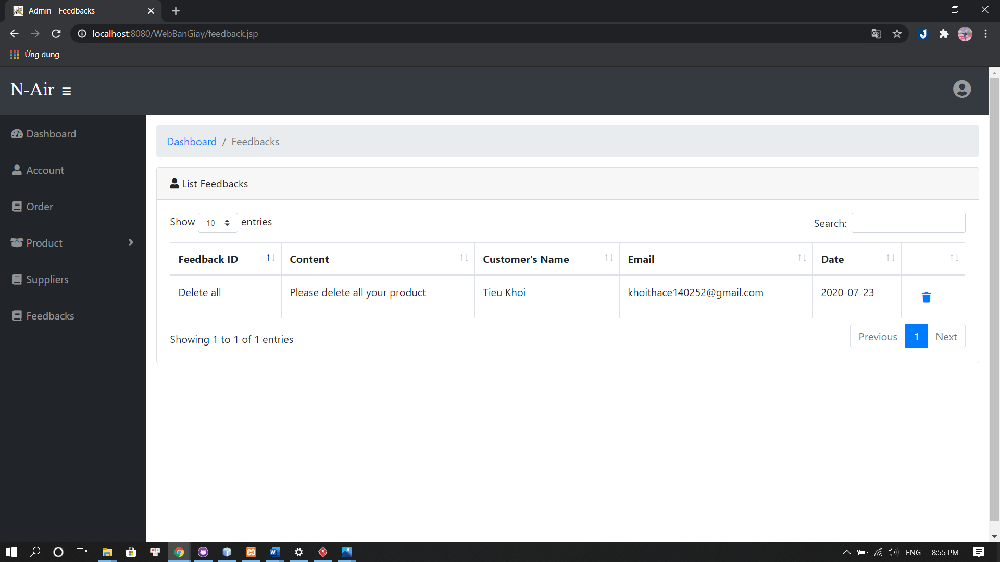 Admin - Feedbacks
localhost:8080/WebBanGiay/feedback.jsp
Ứng dụng
N-Air
Dashboard
Account
Order
Product
Suppliers
Feedbacks
Dashboard / Feedbacks
List Feedbacks
Show 10 entries
Search:
Feedback ID Content Customer's Name Email Date
Delete all Please delete all your product Tieu Khoi khoithace140252@gmail.com 2020-07-23
Showing 1 to 1 of 1 entries
Previous 1 Next
ENG 8:55 PM